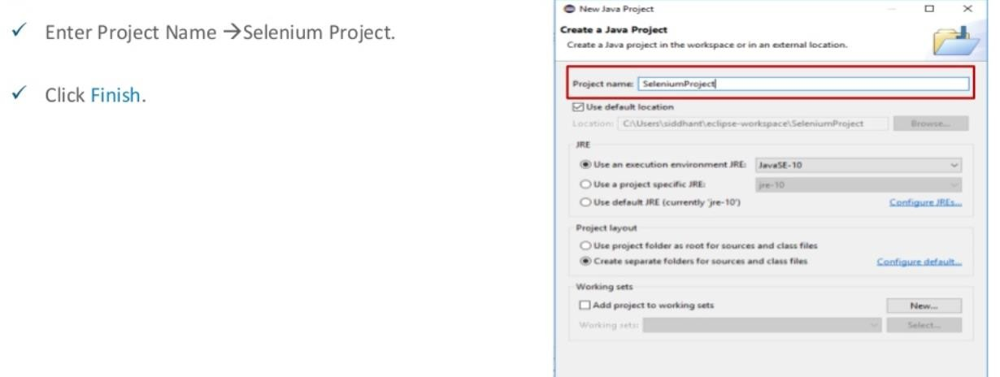 ✓ Enter Project Name →Selenium Project.
✓ Click Finish.
New Java Project
Create a Java Project
Create a Java project in the workspace or in an external location.
Project name: SeleniumProject
Use default location
Location: C:\Users\siddhant\eclipse-workspace\SeleniumProject Browse...
JRE
Use an execution environment JRE: JavaSE-10
Use a project specific JRE: jre-10
Use default JRE (currently 'jre-10') Configure JREs...
Project layout
Use project folder as root for sources and class files
Create separate folders for sources and class files Configure default...
Working sets
Add project to working sets New...
Working sets: Select...